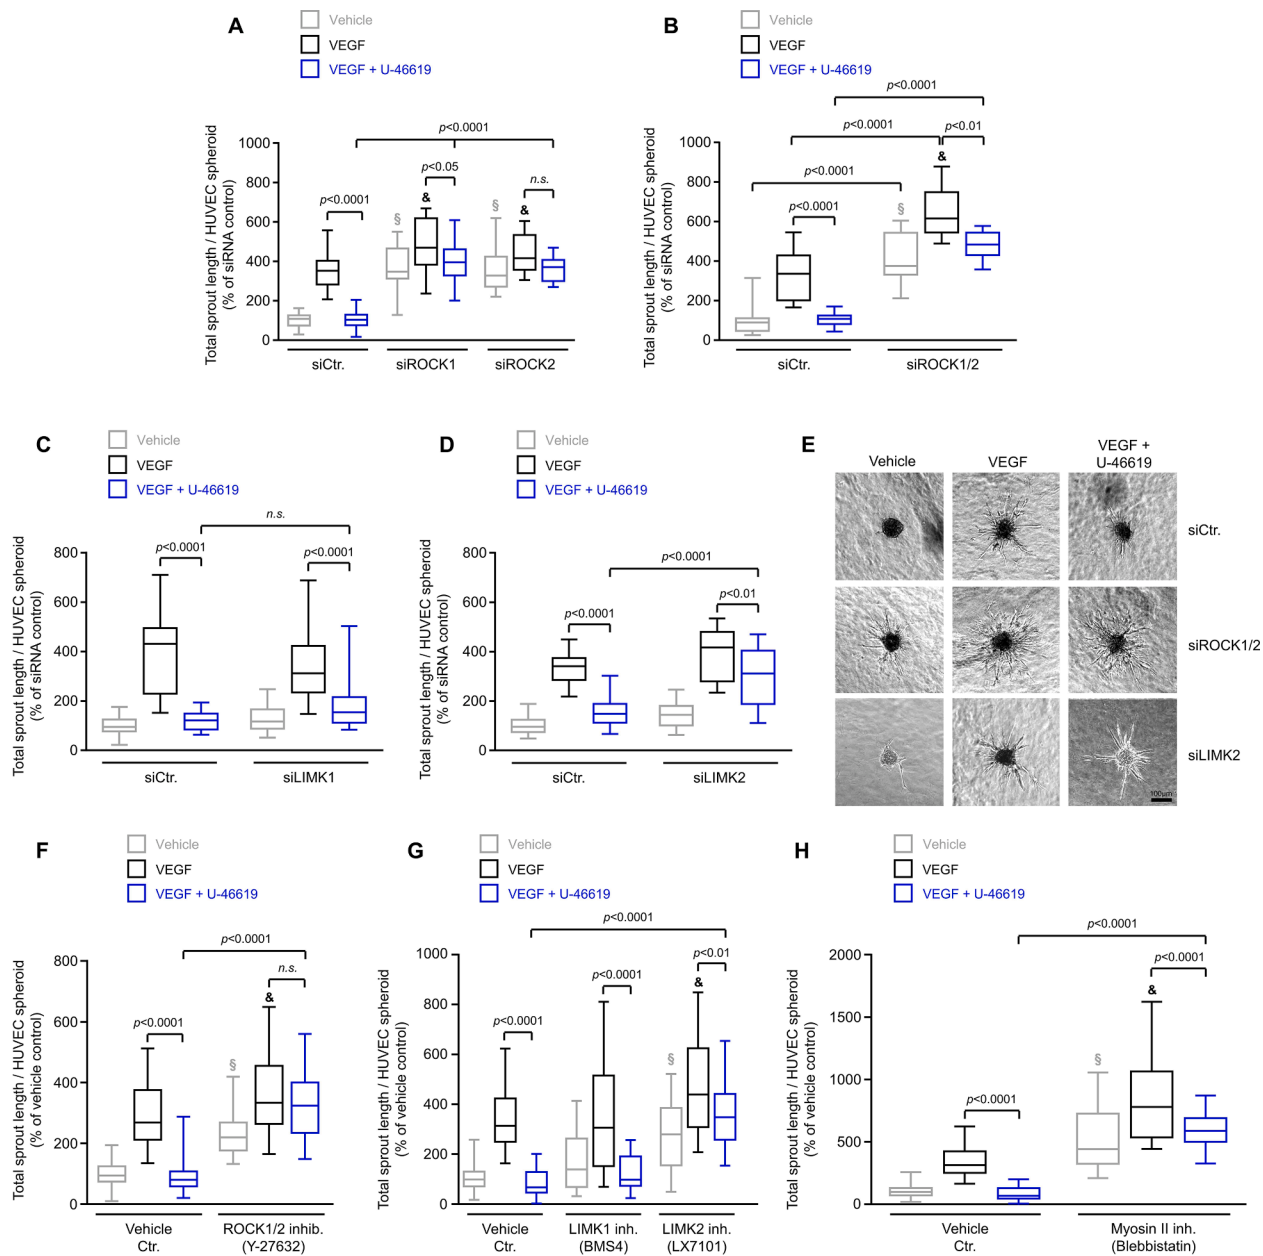 A
Vehicle
VEGF
VEGF + U-46619
Total sprout length / HUVEC spheroid
(% of siRNA control)
1000
800
600
400
200
0
p<0.0001
p<0.0001
§
p<0.05
&
§
n.s.
&
siCtr.
siROCK1
siROCK2
B
Vehicle
VEGF
VEGF + U-46619
Total sprout length / HUVEC spheroid
(% of siRNA control)
1000
800
600
400
200
0
p<0.0001
p<0.0001
p<0.01
&
p<0.0001
p<0.0001
§
siCtr.
siROCK1/2
C
Vehicle
VEGF
VEGF + U-46619
Total sprout length / HUVEC spheroid
(% of siRNA control)
800
600
400
200
0
n.s.
p<0.0001
p<0.0001
siCtr.
siLIMK1
D
Vehicle
VEGF
VEGF + U-46619
Total sprout length / HUVEC spheroid
(% of siRNA control)
800
600
400
200
0
p<0.0001
p<0.0001
p<0.01
siCtr.
siLIMK2
E
Vehicle
VEGF
VEGF +
U-46619
siCtr.
siROCK1/2
siLIMK2
100µm
F
Vehicle
VEGF
VEGF + U-46619
Total sprout length / HUVEC spheroid
(% of vehicle control)
800
600
400
200
0
p<0.0001
n.s.
&
p<0.0001
§
Vehicle
Ctr.
ROCK1/2 inhib.
(Y-27632)
G
Vehicle
VEGF
VEGF + U-46619
Total sprout length / HUVEC spheroid
(% of vehicle control)
1000
800
600
400
200
0
p<0.0001
p<0.01
p<0.0001
&
p<0.0001
§
Vehicle
Ctr.
LIMK1 inh.
(BMS4)
LIMK2 inh.
(LX7101)
H
Vehicle
VEGF
VEGF + U-46619
Total sprout length / HUVEC spheroid
(% of vehicle control)
2000
1500
1000
500
0
p<0.0001
p<0.0001
&
§
p<0.0001
Vehicle
Ctr.
Myosin II inh.
(Blebbistatin)